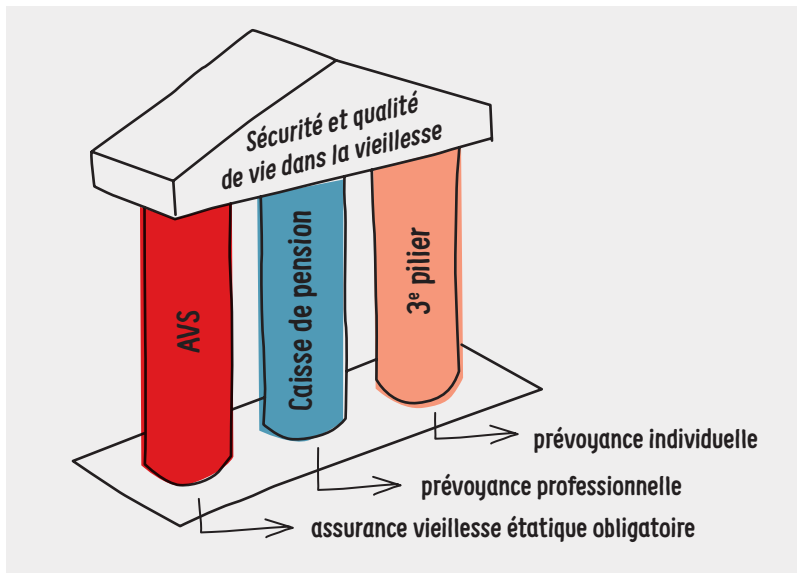 Sécurité et qualité
de vie dans la vieillesse
AVS
Caisse de pension
3e pilier
prévoyance individuelle
prévoyance professionnelle
assurance vieillesse étatique obligatoire